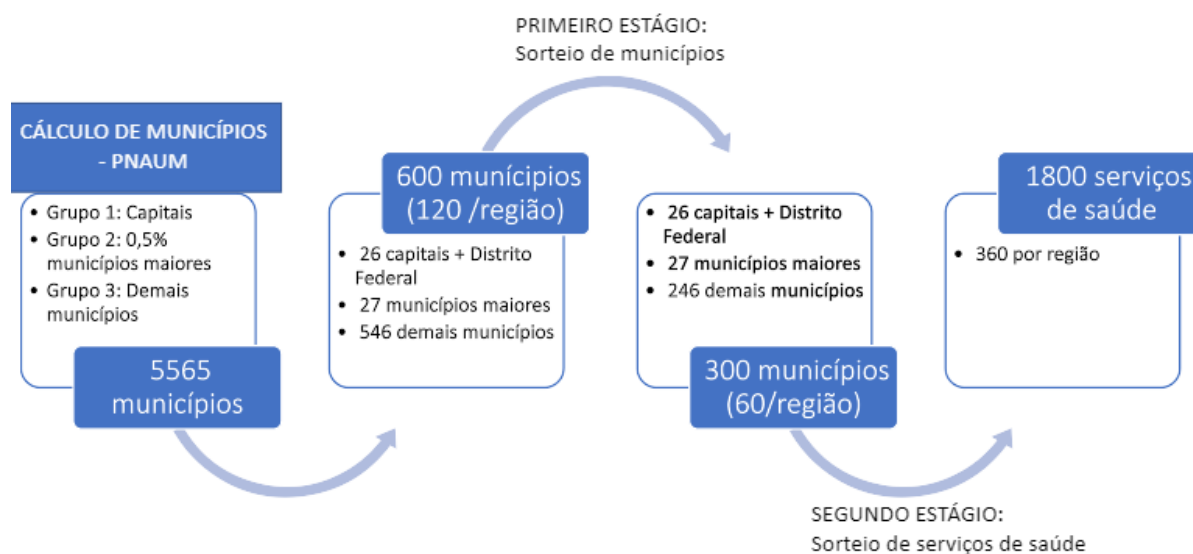 PRIMEIRO ESTÁGIO:
Sorteio de municípios
CÁLCULO DE MUNICÍPIOS
- PNAUM
• Grupo 1: Capitais
• Grupo 2: 0,5%
municípios maiores
• Grupo 3: Demais
municípios
5565
municípios
600 munícipios
(120 /região)
• 26 capitais + Distrito
Federal
• 27 municípios maiores
• 546 demais municípios
• 26 capitais + Distrito
Federal
• 27 municípios maiores
• 246 demais municípios
300 municípios
(60/região)
1800 serviços
de saúde
• 360 por região
SEGUNDO ESTÁGIO:
Sorteio de serviços de saúde